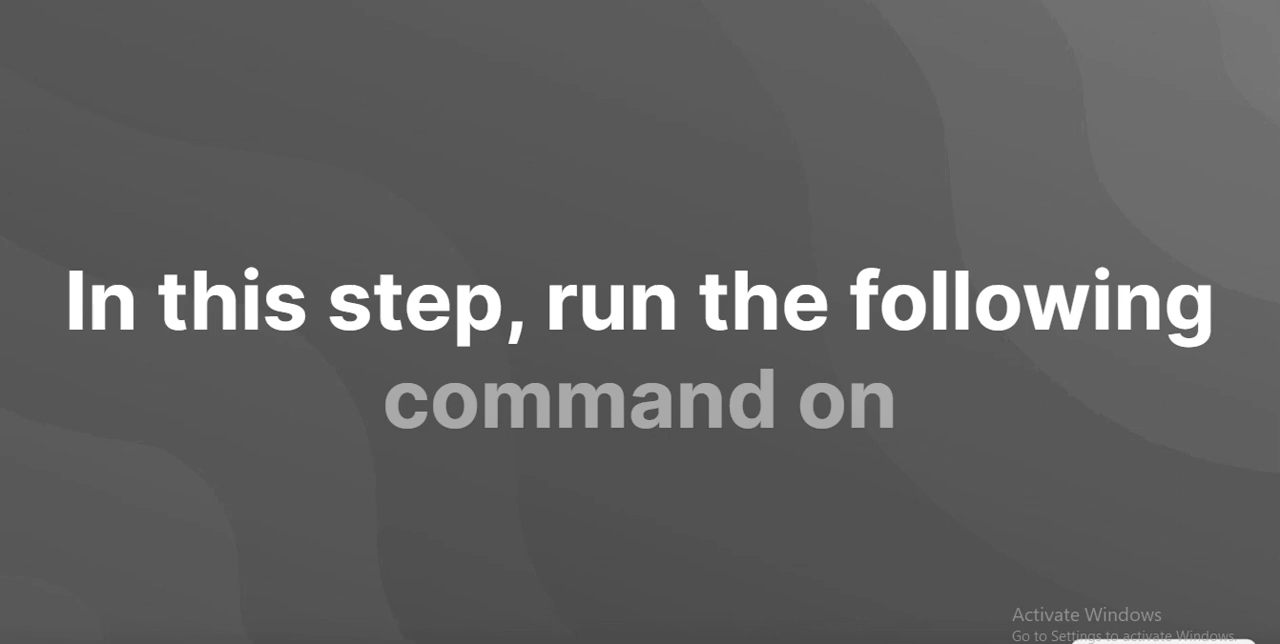 In this step, run the following
command on
Activate Windows
Go to Settings to activate Windows.